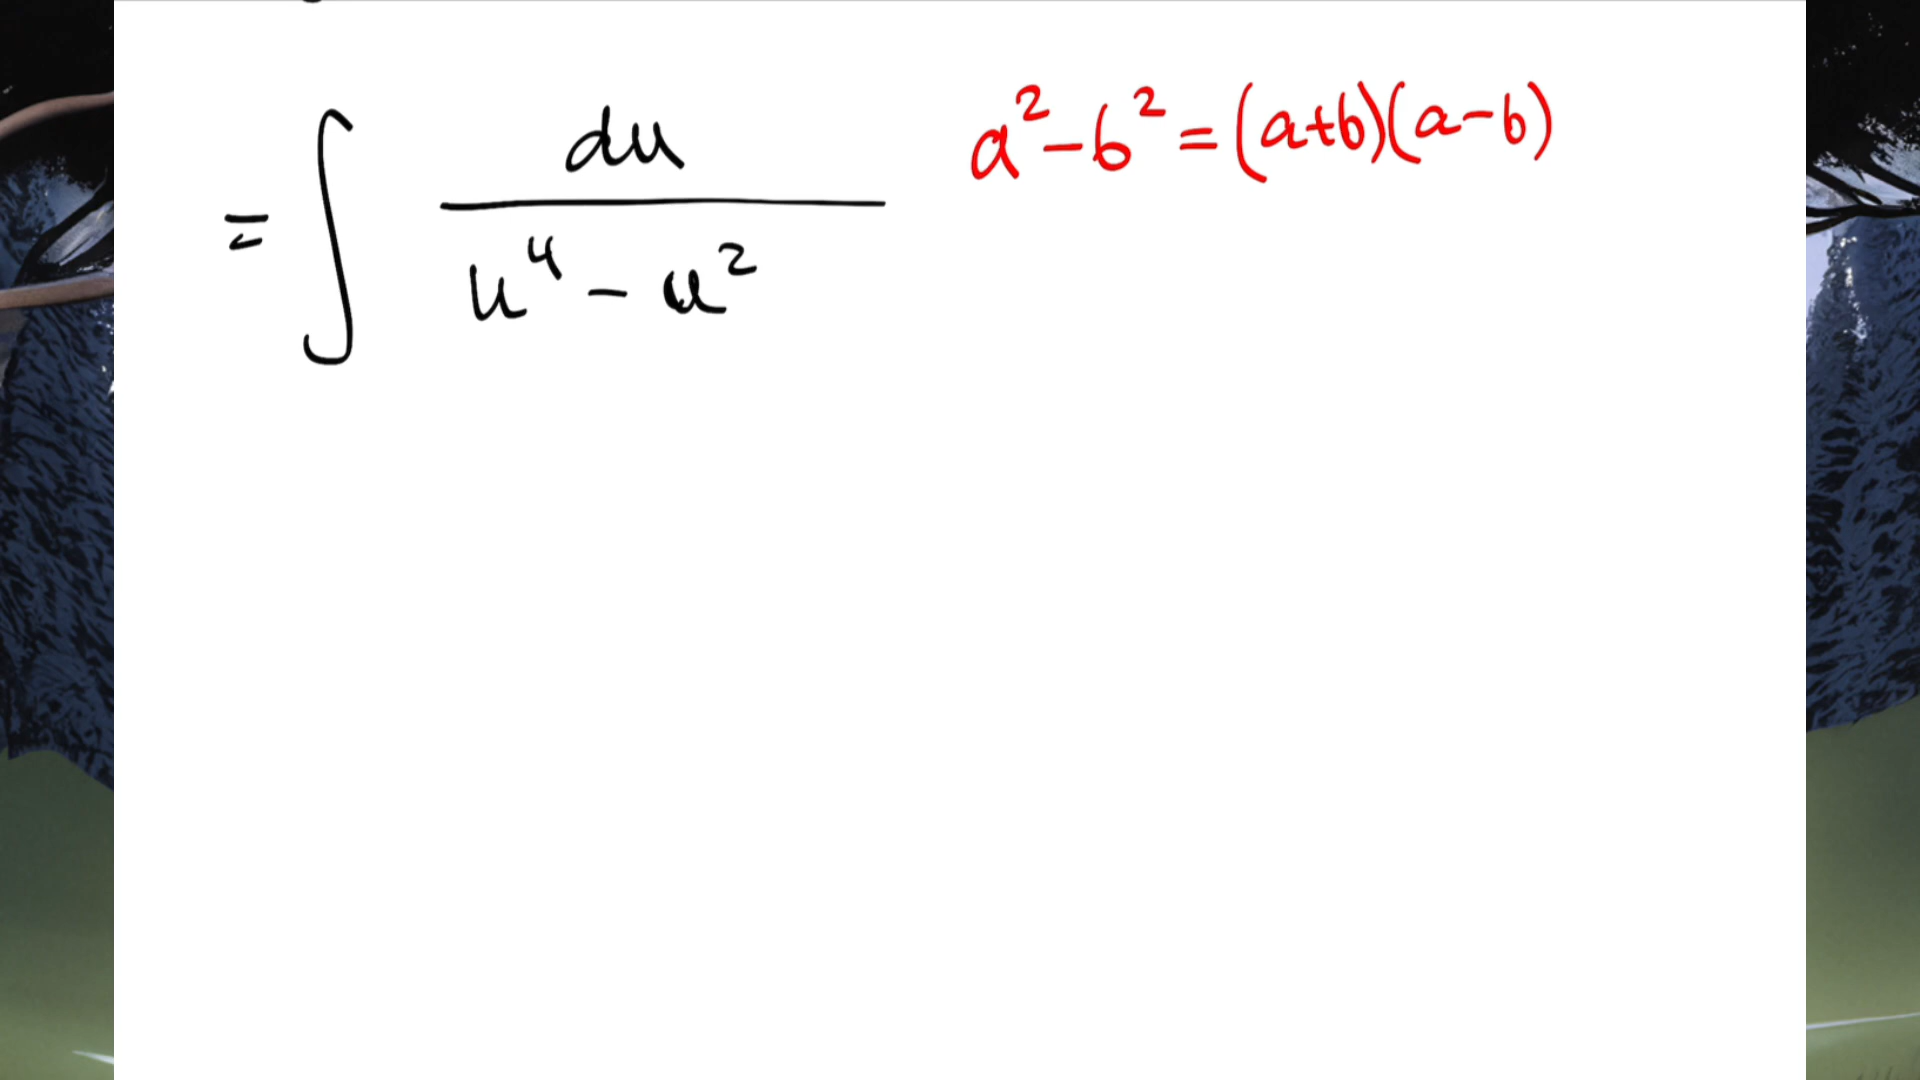 = ∫ du / (u⁴ - u²)
a² - b² = (a+b)(a-b)